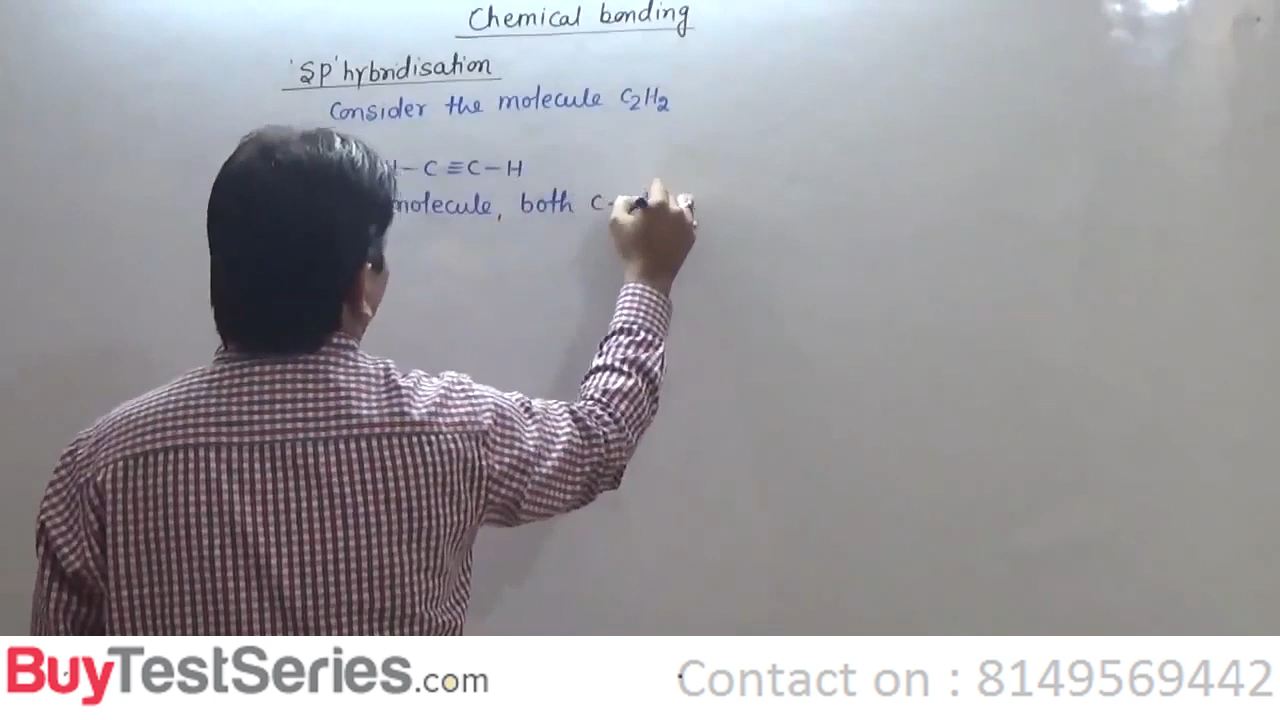 Chemical bonding
'SP' hybridisation
Consider the molecule C2H2
H-C≡C-H
molecule, both C-
BuyTestSeries.com
Contact on : 8149569442